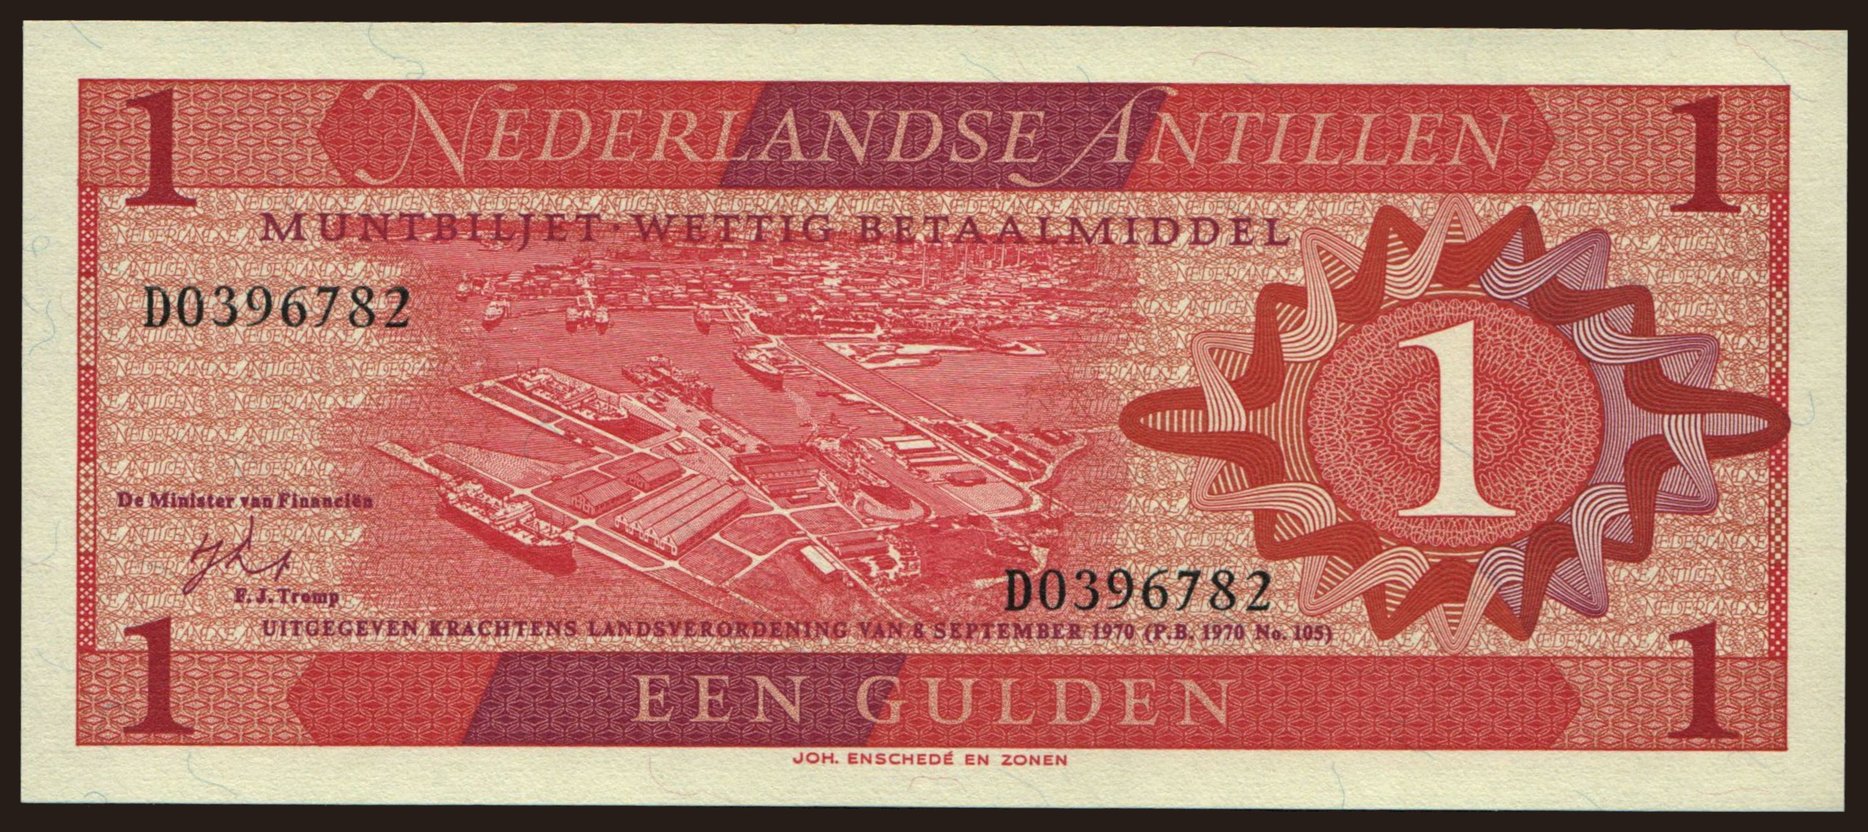 1 NEDERLANDSE ANTILLEN 1
MUNTBILJET · WETTIG BETAALMIDDEL
D0396782
1
De Minister van Financiën
F. J. Tromp
D0396782
UITGEGEVEN KRACHTENS LANDSVERORDENING VAN 8 SEPTEMBER 1970 (P.B. 1970 No. 105)
1 EEN GULDEN 1
JOH. ENSCHEDÉ EN ZONEN